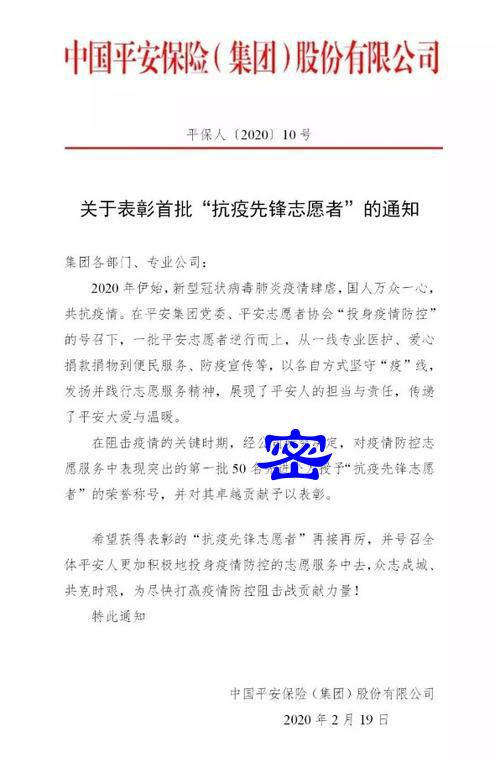 中国平安保险(集团)股份有限公司
平保人〔2020〕10号
关于表彰首批“抗疫先锋志愿者”的通知
集团各部门、专业公司:
2020年伊始,新型冠状病毒肺炎疫情肆虐,国人万众一心,
共抗疫情。在平安集团党委、平安志愿者协会“投身疫情防控”
的号召下,一批平安志愿者逆行而上,从一线专业医护、爱心
捐款捐物到便民服务、防疫宣传等,以各自方式坚守“疫”线,
发扬并践行志愿服务精神,展现了平安人的担当与责任,传递
了平安大爱与温暖。
在阻击疫情的关键时期,经公定,对疫情防控志
愿服务中表现突出的第一批50名授予“抗疫先锋志愿
者”的荣誉称号,并对其卓越贡献予以表彰。
密
希望获得表彰的“抗疫先锋志愿者”再接再厉,并号召全
体平安人更加积极地投身疫情防控的志愿服务中去,众志成城、
共克时艰,为尽快打赢疫情防控阻击战贡献力量!
特此通知
中国平安保险(集团)股份有限公司
2020年2月19日